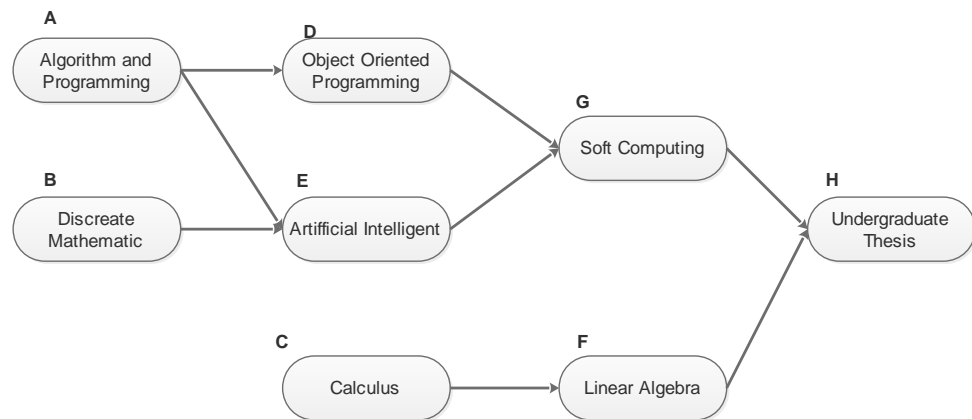 A
Algorithm and
Programming
D
Object Oriented
Programming
G
Soft Computing
B
Discreate
Mathematic
E
Artifficial Intelligent
H
Undergraduate
Thesis
C
Calculus
F
Linear Algebra